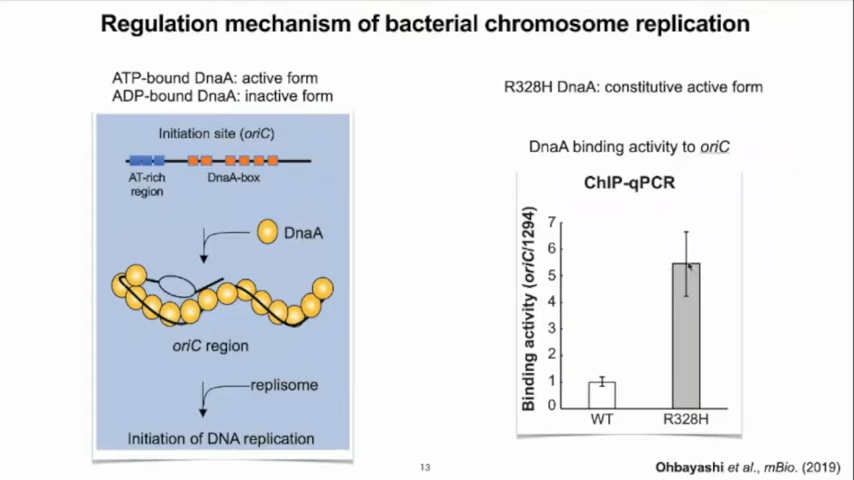 Regulation mechanism of bacterial chromosome replication
ATP-bound DnaA: active form
ADP-bound DnaA: inactive form
Initiation site (oriC)
AT-rich
region
DnaA-box
DnaA
oriC region
replisome
Initiation of DNA replication
R328H DnaA: constitutive active form
DnaA binding activity to oriC
ChIP-qPCR
Binding activity (oriC/1294)
7
6
5
4
3
2
1
0
WT
R328H
13
Ohbayashi et al., mBio. (2019)